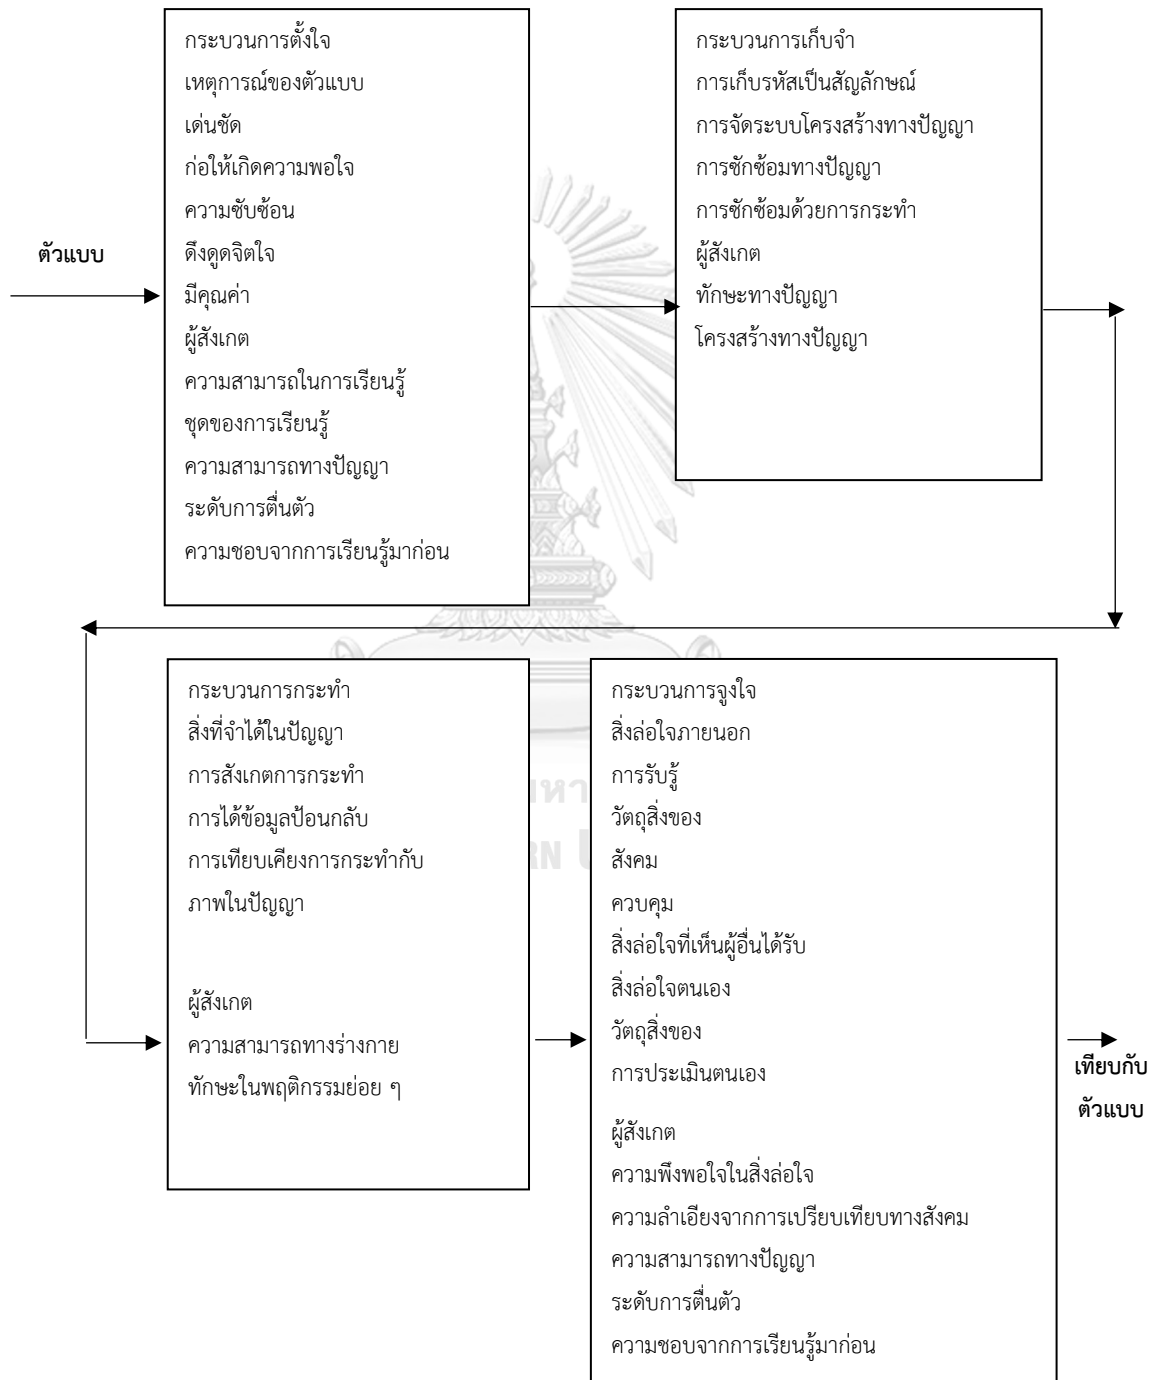 ตัวแบบ
กระบวนการตั้งใจ
เหตุการณ์ของตัวแบบ
เด่นชัด
ก่อให้เกิดความพอใจ
ความซับซ้อน
ดึงดูดจิตใจ
มีคุณค่า
ผู้สังเกต
ความสามารถในการเรียนรู้
ชุดของการเรียนรู้
ความสามารถทางปัญญา
ระดับการตื่นตัว
ความชอบจากการเรียนรู้มาก่อน
กระบวนการเก็บจำ
การเก็บรหัสเป็นสัญลักษณ์
การจัดระบบโครงสร้างทางปัญญา
การซักซ้อมทางปัญญา
การซักซ้อมด้วยการกระทำ
ผู้สังเกต
ทักษะทางปัญญา
โครงสร้างทางปัญญา
กระบวนการกระทำ
สิ่งที่จำได้ในปัญญา
การสังเกตการกระทำ
การได้ข้อมูลป้อนกลับ
การเทียบเคียงการกระทำกับ
ภาพในปัญญา
ผู้สังเกต
ความสามารถทางร่างกาย
ทักษะในพฤติกรรมย่อย ๆ
กระบวนการจูงใจ
สิ่งล่อใจภายนอก
การรับรู้
วัตถุสิ่งของ
สังคม
ควบคุม
สิ่งล่อใจที่เห็นผู้อื่นได้รับ
สิ่งล่อใจตนเอง
วัตถุสิ่งของ
การประเมินตนเอง
ผู้สังเกต
ความพึงพอใจในสิ่งล่อใจ
ความลำเอียงจากการเปรียบเทียบทางสังคม
ความสามารถทางปัญญา
ระดับการตื่นตัว
ความชอบจากการเรียนรู้มาก่อน
เทียบกับ
ตัวแบบ